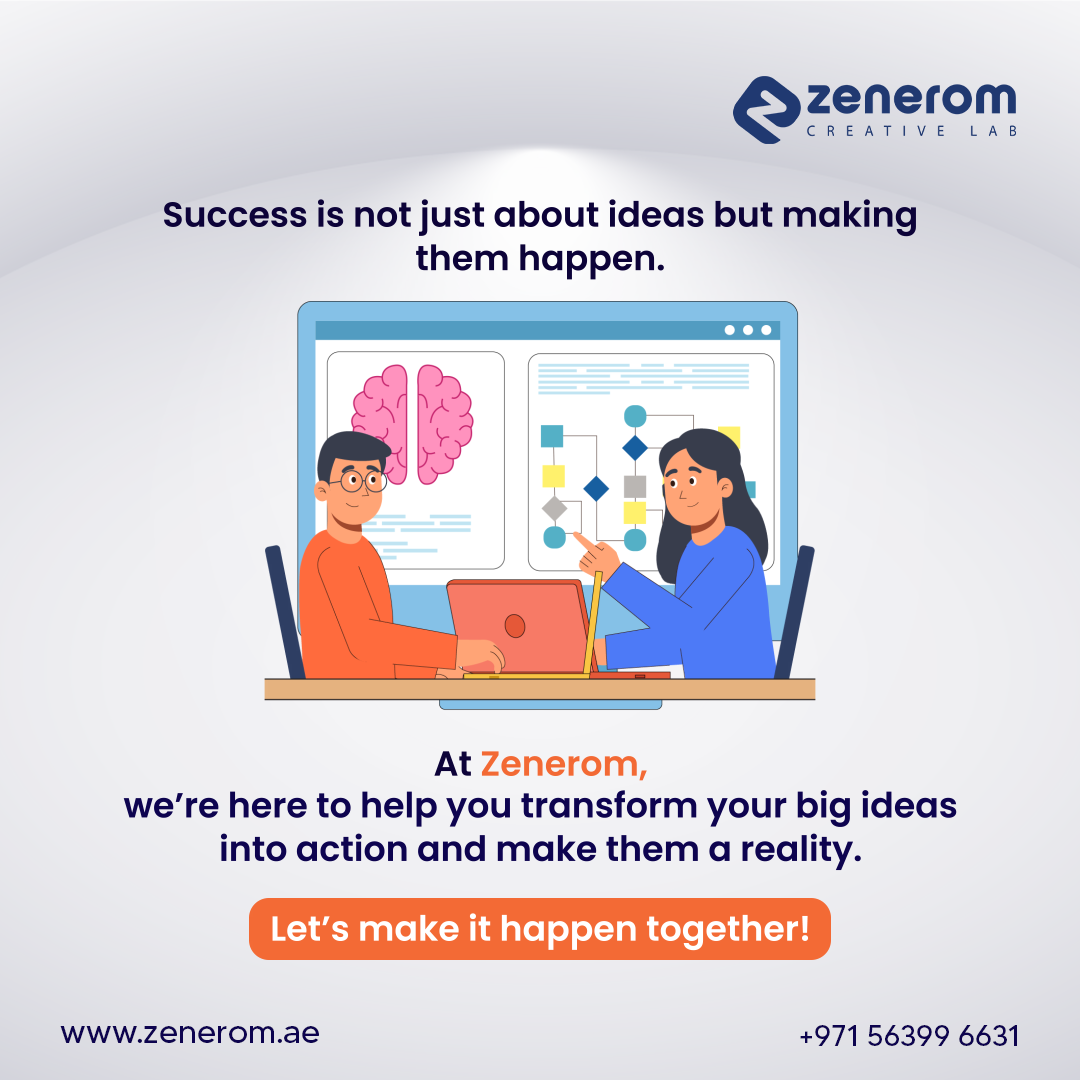 zenerom
CREATIVE LAB
Success is not just about ideas but making
them happen.
At Zenerom,
we’re here to help you transform your big ideas
into action and make them a reality.
Let’s make it happen together!
www.zenerom.ae
+971 56399 6631